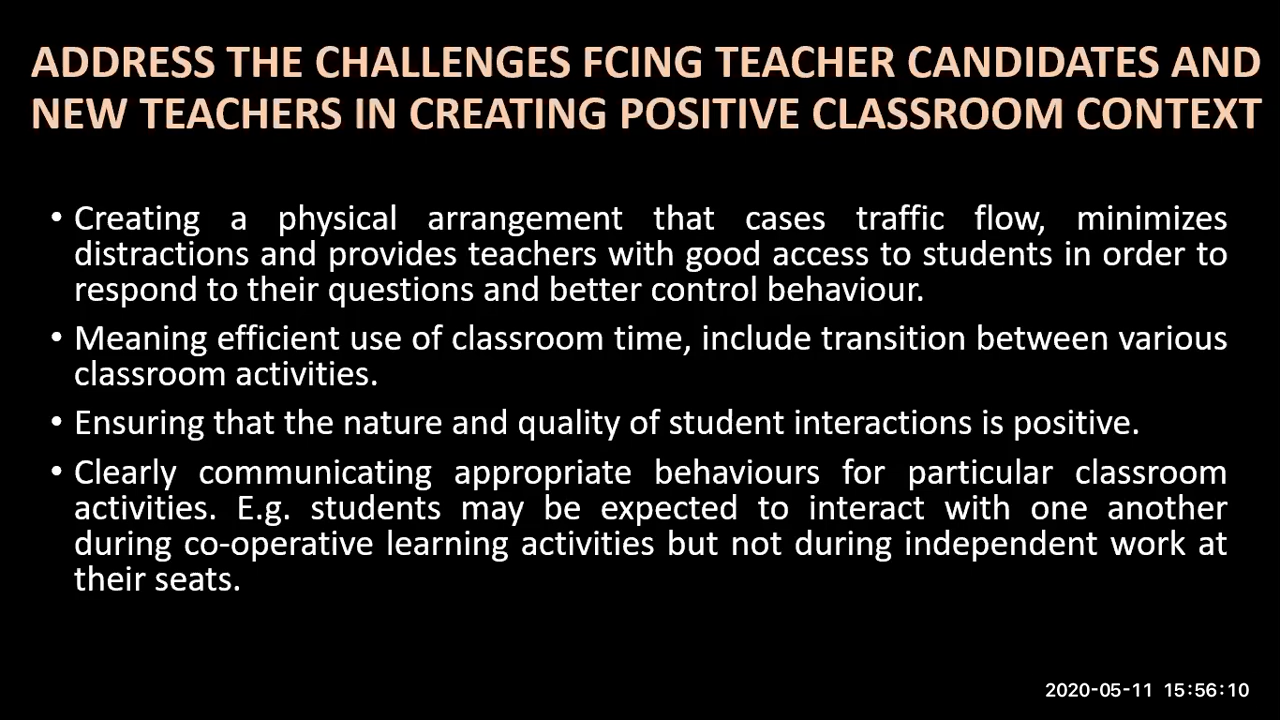 ADDRESS THE CHALLENGES FCING TEACHER CANDIDATES AND
NEW TEACHERS IN CREATING POSITIVE CLASSROOM CONTEXT
• Creating a physical arrangement that cases traffic flow, minimizes
distractions and provides teachers with good access to students in order to
respond to their questions and better control behaviour.
• Meaning efficient use of classroom time, include transition between various
classroom activities.
• Ensuring that the nature and quality of student interactions is positive.
• Clearly communicating appropriate behaviours for particular classroom
activities. E.g. students may be expected to interact with one another
during co-operative learning activities but not during independent work at
their seats.
2020-05-11 15:56:10